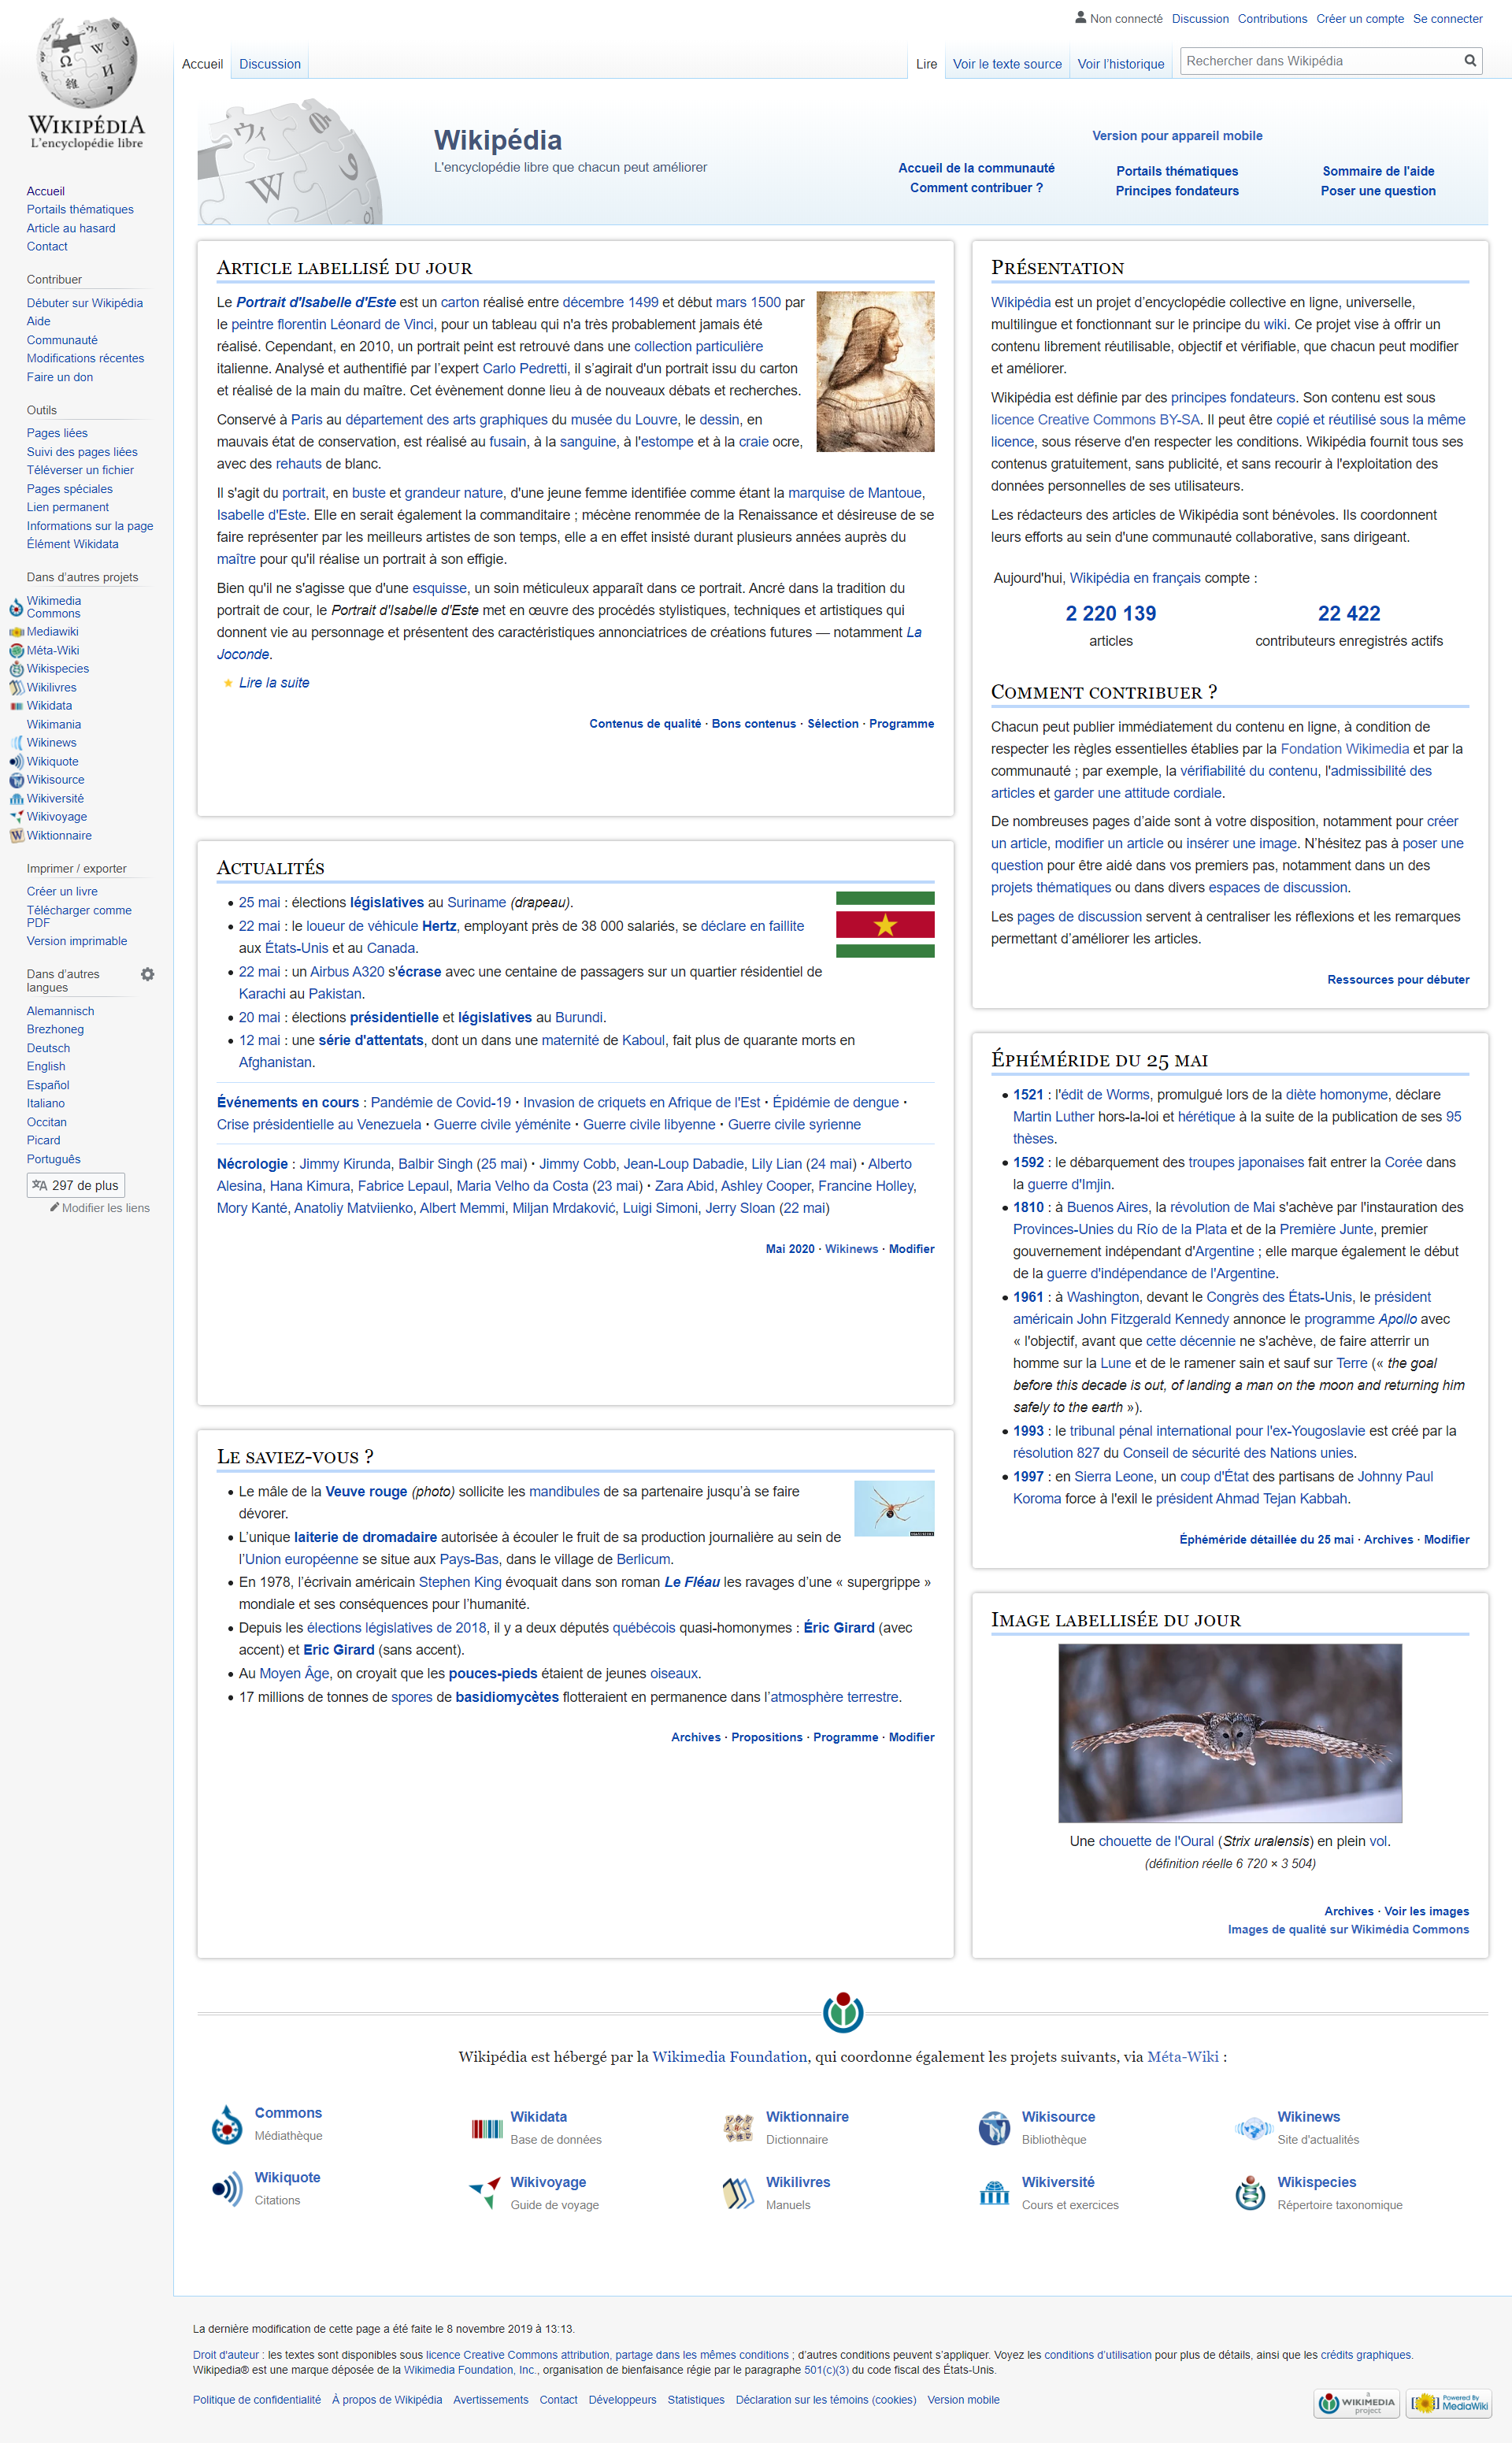 WIKIPÉDIA
L'encyclopédie libre
Non connecté Discussion Contributions Créer un compte Se connecter
Accueil Discussion
Lire Voir le texte source Voir l'historique Rechercher dans Wikipédia
Accueil
Portails thématiques
Article au hasard
Contact
Contribuer
Débuter sur Wikipédia
Aide
Communauté
Modifications récentes
Faire un don
Outils
Pages liées
Suivi des pages liées
Téléverser un fichier
Pages spéciales
Lien permanent
Informations sur la page
Élément Wikidata
Dans d'autres projets
Wikimedia
Commons
Mediawiki
Méta-Wiki
Wikispecies
Wikilivres
Wikidata
Wikimania
Wikinews
Wikiquote
Wikisource
Wikiversité
Wikivoyage
Wiktionnaire
Imprimer / exporter
Créer un livre
Télécharger comme
PDF
Version imprimable
Dans d'autres
langues
Alemannisch
Brezhoneg
Deutsch
English
Español
Italiano
Occitan
Picard
Português
297 de plus
Modifier les liens
Wikipédia
L'encyclopédie libre que chacun peut améliorer
Version pour appareil mobile
Accueil de la communauté
Comment contribuer ?
Portails thématiques
Principes fondateurs
Sommaire de l'aide
Poser une question
Article labellisé du jour
Le Portrait d'Isabelle d'Este est un carton réalisé entre décembre 1499 et début mars 1500 par
le peintre florentin Léonard de Vinci, pour un tableau qui n'a très probablement jamais été
réalisé. Cependant, en 2010, un portrait peint est retrouvé dans une collection particulière
italienne. Analysé et authentifié par l'expert Carlo Pedretti, il s'agirait d'un portrait issu du carton
et réalisé de la main du maître. Cet évènement donne lieu à de nouveaux débats et recherches.
Conservé à Paris au département des arts graphiques du musée du Louvre, le dessin, en
mauvais état de conservation, est réalisé au fusain, à la sanguine, à l'estompe et à la craie ocre,
avec des rehauts de blanc.
Il s'agit du portrait, en buste et grandeur nature, d'une jeune femme identifiée comme étant la marquise de Mantoue,
Isabelle d'Este. Elle en serait également la commanditaire ; mécène renommée de la Renaissance et désireuse de se
faire représenter par les meilleurs artistes de son temps, elle a en effet insisté durant plusieurs années auprès du
maître pour qu'il réalise un portrait à son effigie.
Bien qu'il ne s'agisse que d'une esquisse, un soin méticuleux apparaît dans ce portrait. Ancré dans la tradition du
portrait de cour, le Portrait d'Isabelle d'Este met en œuvre des procédés stylistiques, techniques et artistiques qui
donnent vie au personnage et présentent des caractéristiques annonciatrices de créations futures — notamment La
Joconde.
Lire la suite
Contenus de qualité · Bons contenus · Sélection · Programme
Actualités
25 mai : élections législatives au Suriname (drapeau).
22 mai : le loueur de véhicule Hertz, employant près de 38 000 salariés, se déclare en faillite
aux États-Unis et au Canada.
22 mai : un Airbus A320 s'écrase avec une centaine de passagers sur un quartier résidentiel de
Karachi au Pakistan.
20 mai : élections présidentielle et législatives au Burundi.
12 mai : une série d'attentats, dont un dans une maternité de Kaboul, fait plus de quarante morts en
Afghanistan.
Événements en cours : Pandémie de Covid-19 · Invasion de criquets en Afrique de l'Est · Épidémie de dengue ·
Crise présidentielle au Venezuela · Guerre civile yéménite · Guerre civile libyenne · Guerre civile syrienne
Nécrologie : Jimmy Kirunda, Balbir Singh (25 mai) · Jimmy Cobb, Jean-Loup Dabadie, Lily Lian (24 mai) · Alberto
Alesina, Hana Kimura, Fabrice Lepaul, Maria Velho da Costa (23 mai) · Zara Abid, Ashley Cooper, Francine Holley,
Mory Kanté, Anatoliy Matviienko, Albert Memmi, Miljan Mrdaković, Luigi Simoni, Jerry Sloan (22 mai)
Mai 2020 · Wikinews · Modifier
Le saviez-vous ?
Le mâle de la Veuve rouge (photo) sollicite les mandibules de sa partenaire jusqu'à se faire
dévorer.
L'unique laiterie de dromadaire autorisée à écouler le fruit de sa production journalière au sein de
l'Union européenne se situe aux Pays-Bas, dans le village de Berlicum.
En 1978, l'écrivain américain Stephen King évoquait dans son roman Le Fléau les ravages d'une « supergrippe »
mondiale et ses conséquences pour l'humanité.
Depuis les élections législatives de 2018, il y a deux députés québécois quasi-homonymes : Éric Girard (avec
accent) et Eric Girard (sans accent).
Au Moyen Âge, on croyait que les pouces-pieds étaient de jeunes oiseaux.
17 millions de tonnes de spores de basidiomycètes flotteraient en permanence dans l'atmosphère terrestre.
Archives · Propositions · Programme · Modifier
Présentation
Wikipédia est un projet d'encyclopédie collective en ligne, universelle,
multilingue et fonctionnant sur le principe du wiki. Ce projet vise à offrir un
contenu librement réutilisable, objectif et vérifiable, que chacun peut modifier
et améliorer.
Wikipédia est définie par des principes fondateurs. Son contenu est sous
licence Creative Commons BY-SA. Il peut être copié et réutilisé sous la même
licence, sous réserve d'en respecter les conditions. Wikipédia fournit tous ses
contenus gratuitement, sans publicité, et sans recourir à l'exploitation des
données personnelles de ses utilisateurs.
Les rédacteurs des articles de Wikipédia sont bénévoles. Ils coordonnent
leurs efforts au sein d'une communauté collaborative, sans dirigeant.
Aujourd'hui, Wikipédia en français compte :
2 220 139 22 422
articles contributeurs enregistrés actifs
Comment contribuer ?
Chacun peut publier immédiatement du contenu en ligne, à condition de
respecter les règles essentielles établies par la Fondation Wikimedia et par la
communauté ; par exemple, la vérifiabilité du contenu, l'admissibilité des
articles et garder une attitude cordiale.
De nombreuses pages d'aide sont à votre disposition, notamment pour créer
un article, modifier un article ou insérer une image. N'hésitez pas à poser une
question pour être aidé dans vos premiers pas, notamment dans un des
projets thématiques ou dans divers espaces de discussion.
Les pages de discussion servent à centraliser les réflexions et les remarques
permettant d'améliorer les articles.
Ressources pour débuter
Éphéméride du 25 mai
1521 : l'édit de Worms, promulgué lors de la diète homonyme, déclare
Martin Luther hors-la-loi et hérétique à la suite de la publication de ses 95
thèses.
1592 : le débarquement des troupes japonaises fait entrer la Corée dans
la guerre d'Imjin.
1810 : à Buenos Aires, la révolution de Mai s'achève par l'instauration des
Provinces-Unies du Río de la Plata et de la Première Junte, premier
gouvernement indépendant d'Argentine ; elle marque également le début
de la guerre d'indépendance de l'Argentine.
1961 : à Washington, devant le Congrès des États-Unis, le président
américain John Fitzgerald Kennedy annonce le programme Apollo avec
« l'objectif, avant que cette décennie ne s'achève, de faire atterrir un
homme sur la Lune et de le ramener sain et sauf sur Terre (« the goal
before this decade is out, of landing a man on the moon and returning him
safely to the earth »).
1993 : le tribunal pénal international pour l'ex-Yougoslavie est créé par la
résolution 827 du Conseil de sécurité des Nations unies.
1997 : en Sierra Leone, un coup d'État des partisans de Johnny Paul
Koroma force à l'exil le président Ahmad Tejan Kabbah.
Éphéméride détaillée du 25 mai · Archives · Modifier
Image labellisée du jour
Une chouette de l'Oural (Strix uralensis) en plein vol.
(définition réelle 6 720 × 3 504)
Archives · Voir les images
Images de qualité sur Wikimédia Commons
Wikipédia est hébergé par la Wikimedia Foundation, qui coordonne également les projets suivants, via Méta-Wiki :
Commons
Médiathèque
Wikidata
Base de données
Wiktionnaire
Dictionnaire
Wikisource
Bibliothèque
Wikinews
Site d'actualités
Wikiquote
Citations
Wikivoyage
Guide de voyage
Wikilivres
Manuels
Wikiversité
Cours et exercices
Wikispecies
Répertoire taxonomique
La dernière modification de cette page a été faite le 8 novembre 2019 à 13:13.
Droit d'auteur : les textes sont disponibles sous licence Creative Commons attribution, partage dans les mêmes conditions ; d'autres conditions peuvent s'appliquer. Voyez les conditions d'utilisation pour plus de détails, ainsi que les crédits graphiques.
Wikipedia® est une marque déposée de la Wikimedia Foundation, Inc., organisation de bienfaisance régie par le paragraphe 501(c)(3) du code fiscal des États-Unis.
Politique de confidentialité À propos de Wikipédia Avertissements Contact Développeurs Statistiques Déclaration sur les témoins (cookies) Version mobile
A
WIKIMEDIA
project
Powered By
MediaWiki